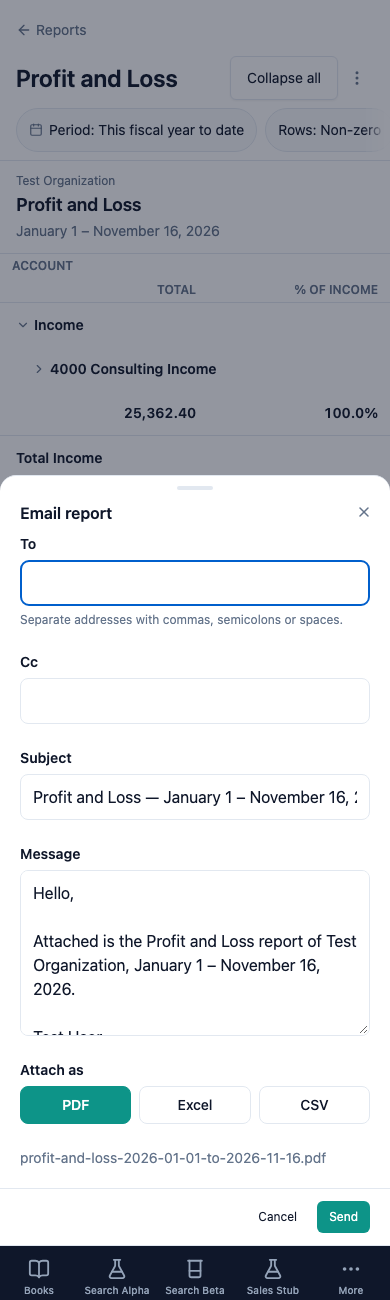 Reports
Profit and Loss
Collapse all
Period: This fiscal year to date
Rows: Non-zero
Test Organization
Profit and Loss
January 1 – November 16, 2026
ACCOUNT
TOTAL % OF INCOME
Income
4000 Consulting Income
25,362.40 100.0%
Total Income
Email report
To
Separate addresses with commas, semicolons or spaces.
Cc
Subject
Profit and Loss — January 1 – November 16,
Message
Hello,
Attached is the Profit and Loss report of Test
Organization, January 1 – November 16,
2026.
Test User
Attach as
PDF Excel CSV
profit-and-loss-2026-01-01-to-2026-11-16.pdf
Cancel Send
Books Search Alpha Search Beta Sales Stub More